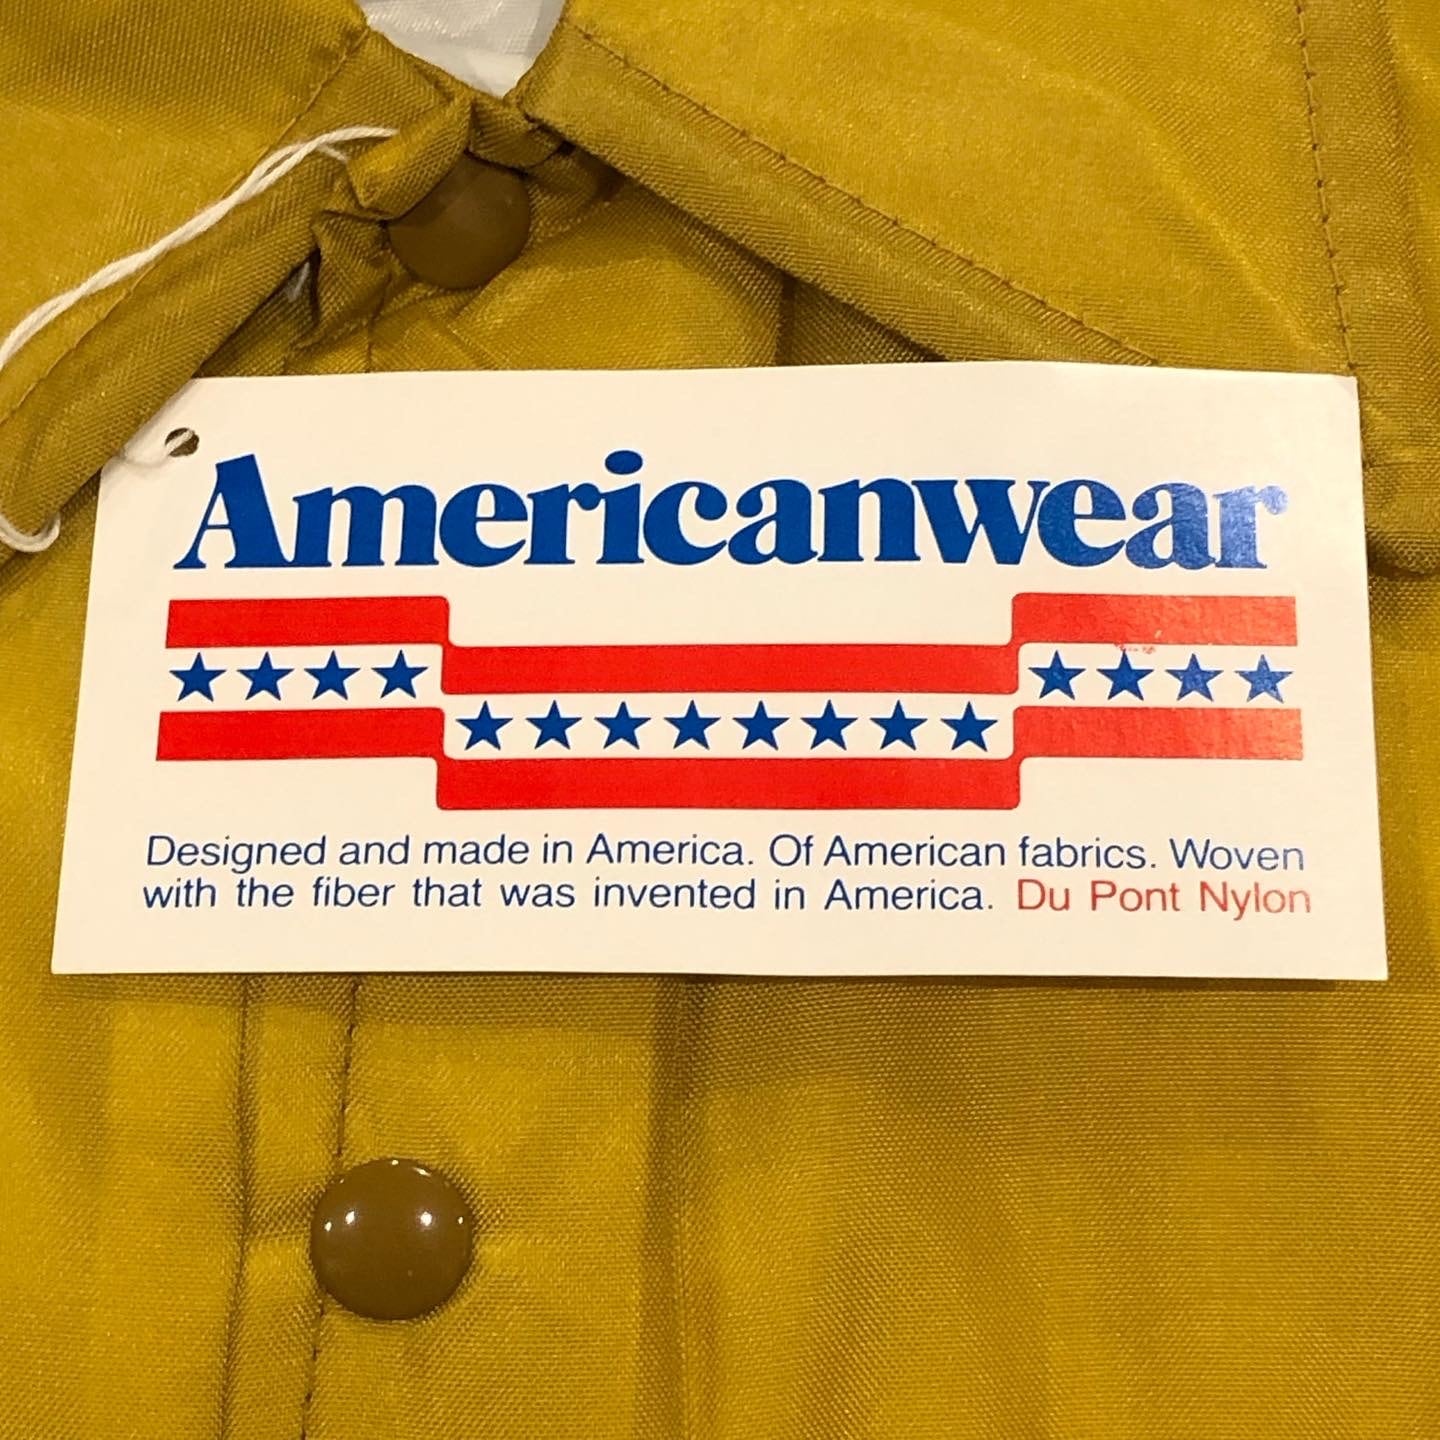 Americanwear
Designed and made in America. Of American fabrics. Woven
with the fiber that was invented in America. Du Pont Nylon